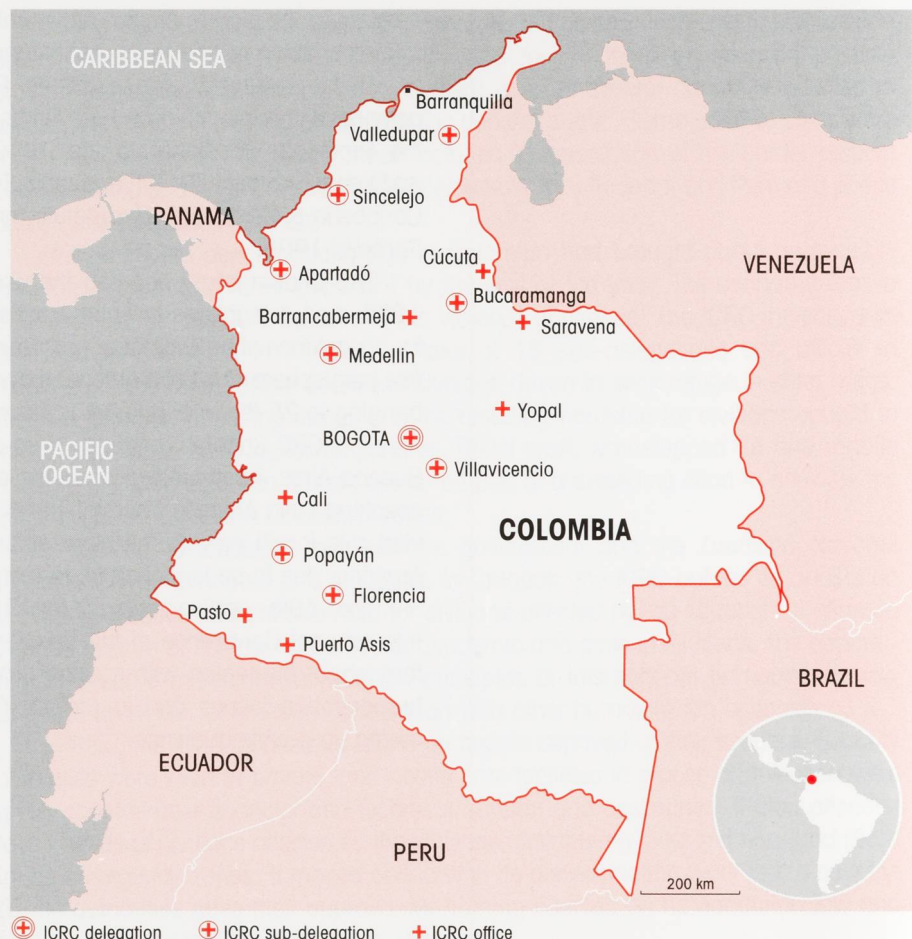 CARIBBEAN SEA
Barranquilla
Valledupar
Sincelejo
PANAMA
Apartadó
Cúcuta
VENEZUELA
Bucaramanga
Barrancabermeja
Saravena
Medellin
Yopal
BOGOTA
PACIFIC
OCEAN
Villavicencio
Cali
COLOMBIA
Popayán
Florencia
Pasto
Puerto Asis
BRAZIL
ECUADOR
PERU
200 km
ICRC delegation
ICRC sub-delegation
ICRC office